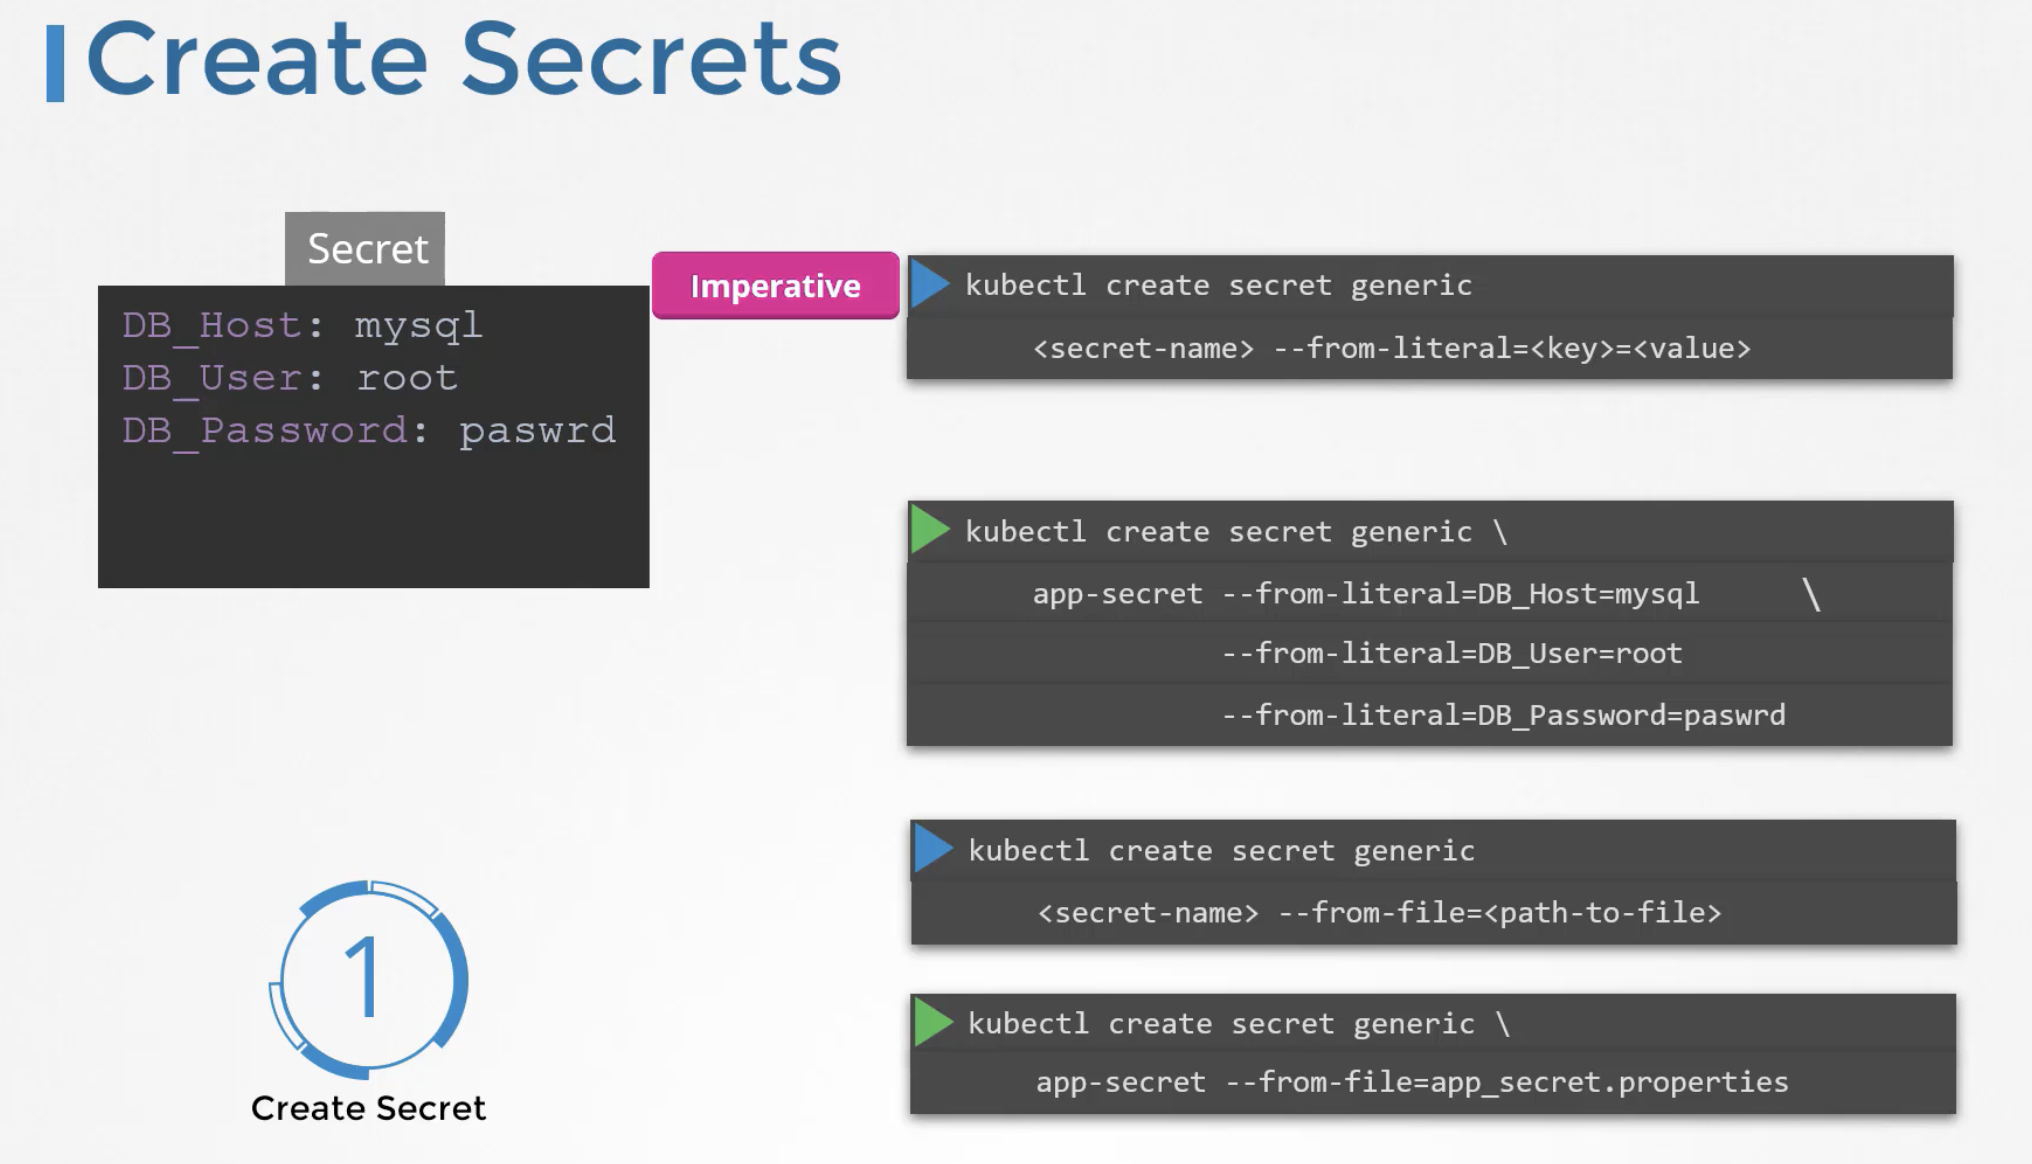 Create Secrets
Secret
DB_Host: mysql
DB_User: root
DB_Password: paswrd
Imperative
kubectl create secret generic
<secret-name> --from-literal=<key>=<value>
kubectl create secret generic \
app-secret --from-literal=DB_Host=mysql \
--from-literal=DB_User=root
--from-literal=DB_Password=paswrd
kubectl create secret generic
<secret-name> --from-file=<path-to-file>
kubectl create secret generic \
app-secret --from-file=app_secret.properties
1
Create Secret